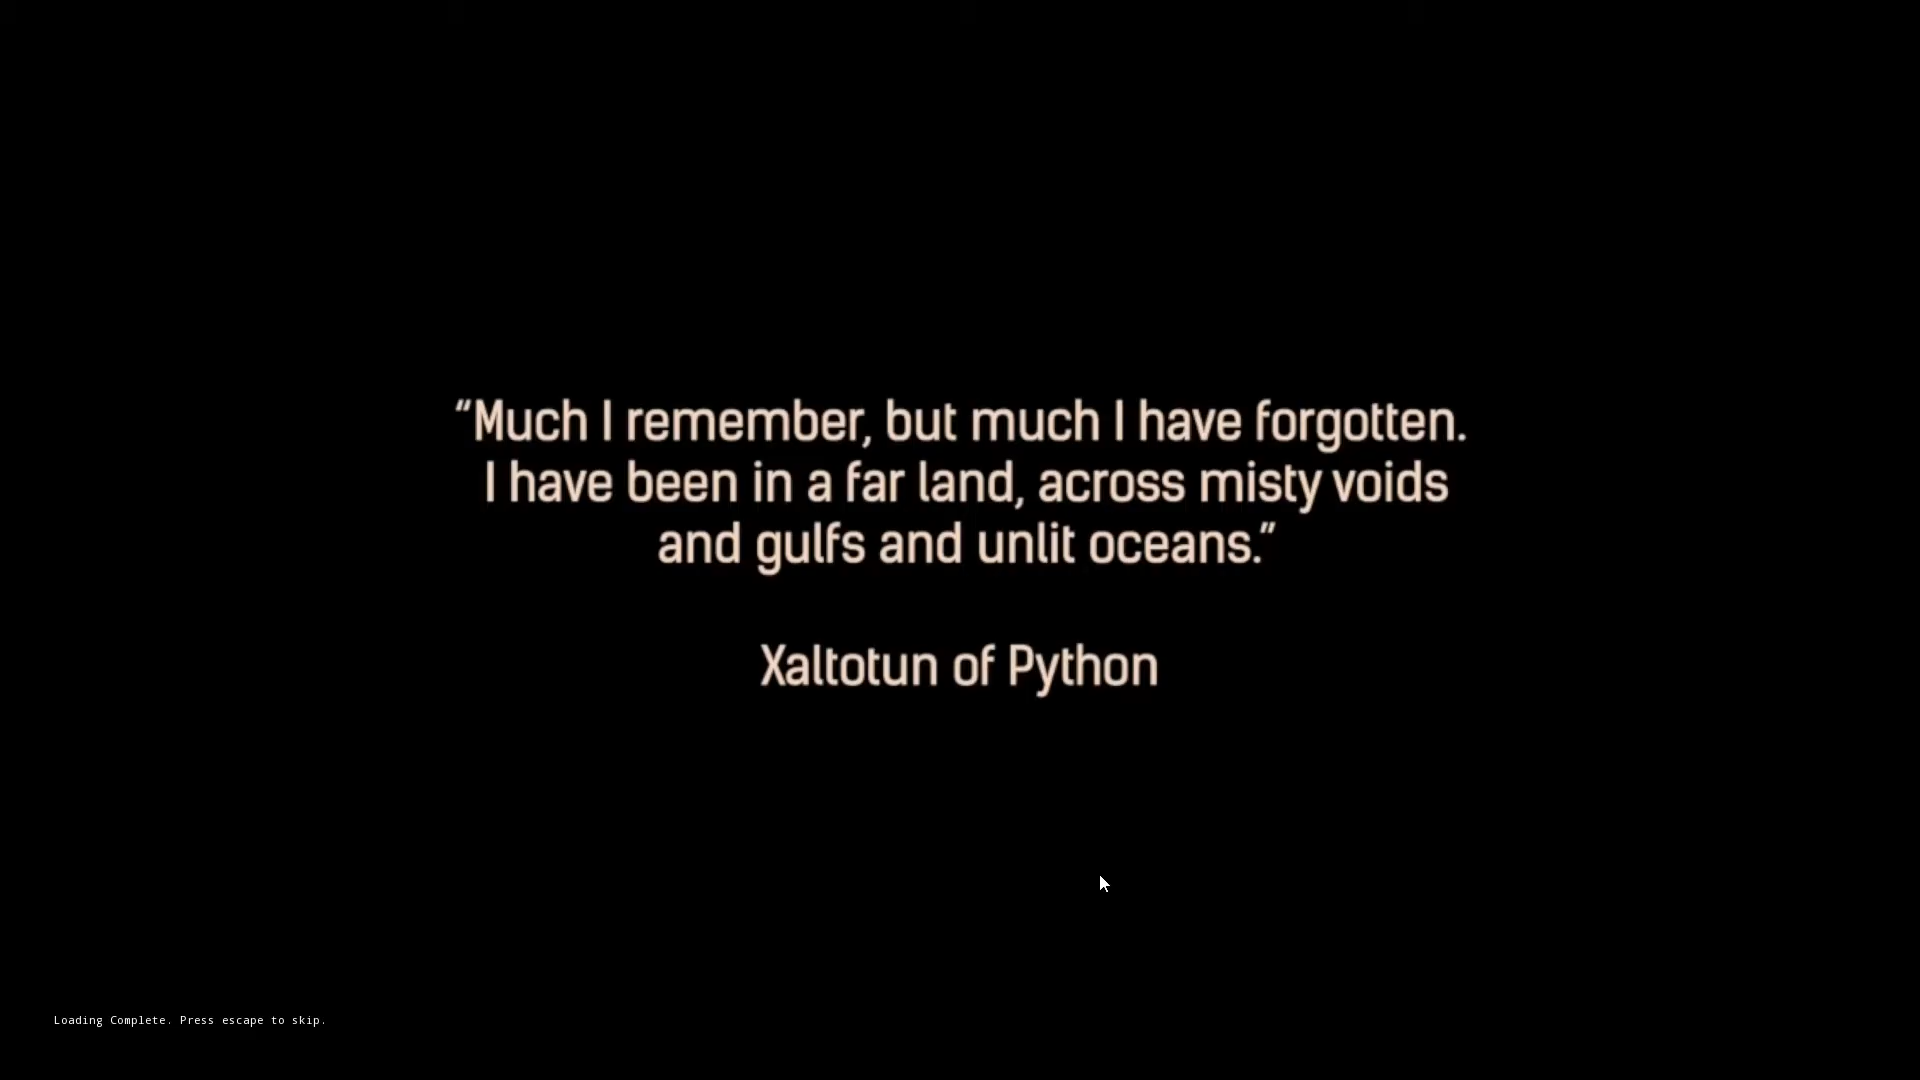 “Much I remember, but much I have forgotten.
I have been in a far land, across misty voids
and gulfs and unlit oceans.”
Xaltotun of Python
Loading Complete. Press escape to skip.